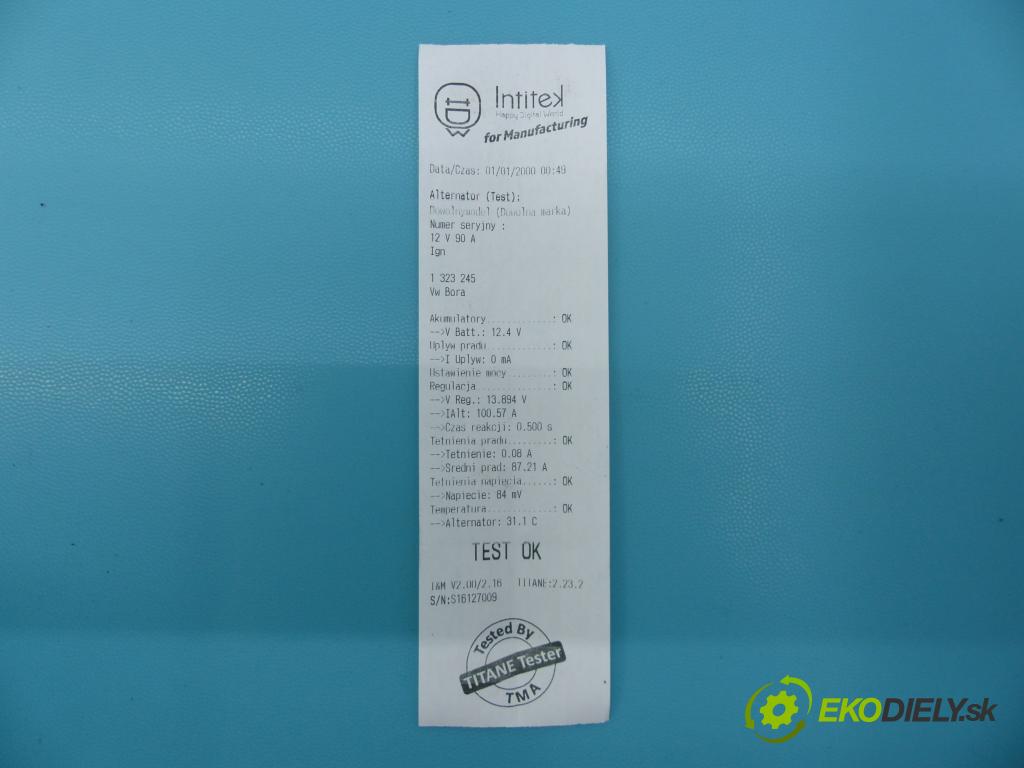 Intitek
Happy Digital World
for Manufacturing
Data/Czas: 01/01/2000 00:49
Alternator (Test):
Dowolnymodel (Dowolna marka)
Numer seryjny :
12 V 90 A
Ign
1 323 245
Vw Bora
Akumulatory............: OK
-->V Batt.: 12.4 V
Uplyw pradu............: OK
-->I Uplyw: 0 mA
Ustawienie mocy........: OK
Regulacja..............: OK
-->V Reg.: 13.894 V
-->IAlt: 100.57 A
-->Czas reakcji: 0.500 s
Tetnienia pradu........: OK
-->Tetnienie: 0.08 A
-->Sredni prad: 87.21 A
Tetnienia napiecia.....: OK
-->Napiecie: 84 mV
Temperatura............: OK
-->Alternator: 31.1 C
TEST OK
T&M V2.00/2.16 TITANE:2.23.2
S/N:S16127009
Tested By
TITANE Tester
TMA
EKODIELY.sk